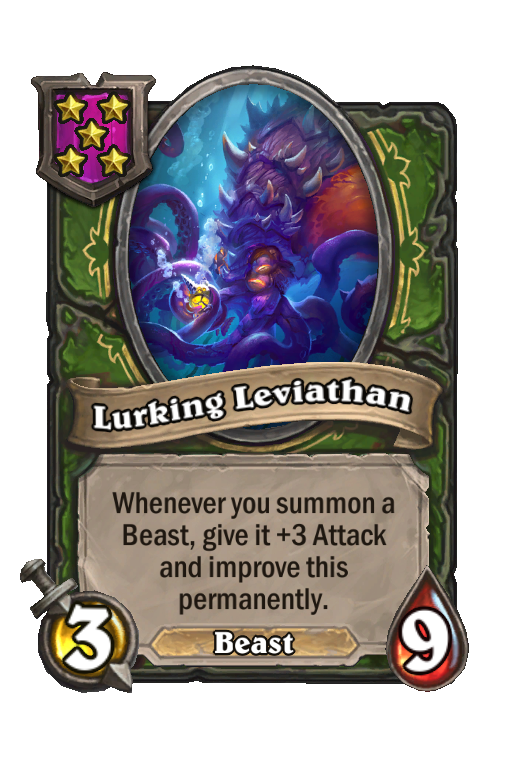 Lurking Leviathan
Whenever you summon a
Beast, give it +3 Attack
and improve this
permanently.
3
Beast
9